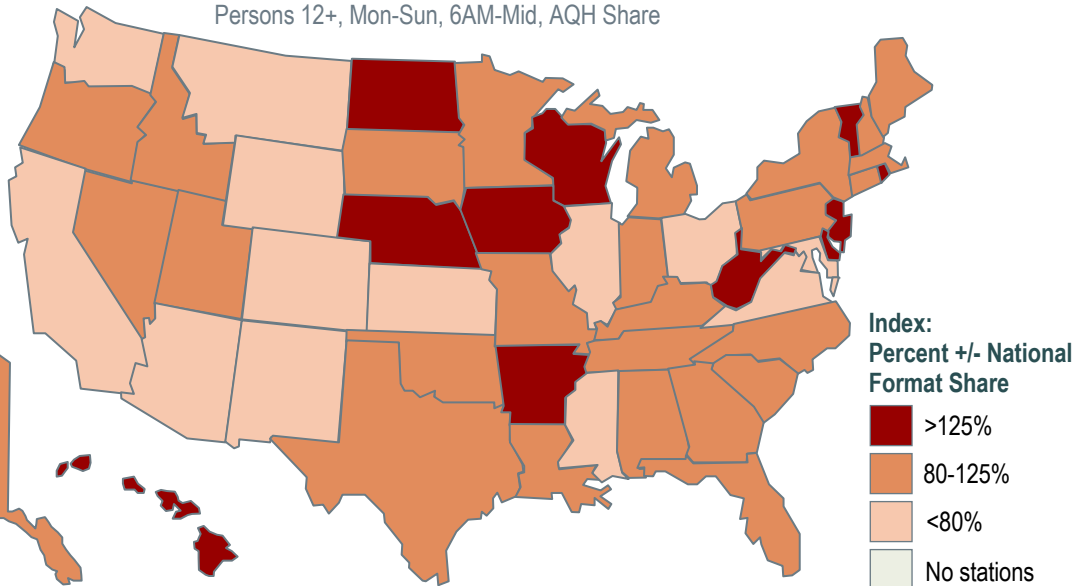 Persons 12+, Mon-Sun, 6AM-Mid, AQH Share
Index:
Percent +/- National
Format Share
>125%
80-125%
<80%
No stations